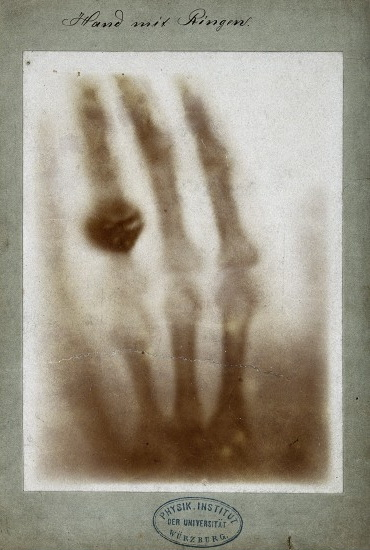 Hand mit Ringen.
PHYSIK. INSTITUT
DER UNIVERSITÄT
WÜRZBURG.